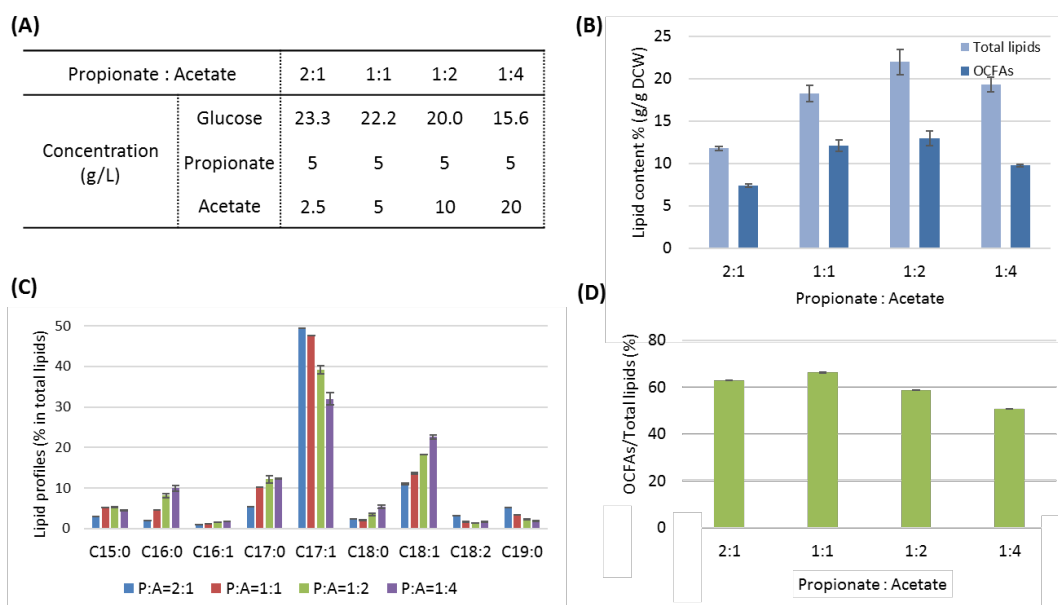 (A)
Propionate : Acetate 2:1 1:1 1:2 1:4
Concentration (g/L)
Glucose 23.3 22.2 20.0 15.6
Propionate 5 5 5 5
Acetate 2.5 5 10 20
(B)
Lipid content % (g/g DCW)
25
20
15
10
5
0
Total lipids
OCFAs
2:1 1:1 1:2 1:4
Propionate : Acetate
(C)
Lipid profiles (% in total lipids)
50
40
30
20
10
0
C15:0 C16:0 C16:1 C17:0 C17:1 C18:0 C18:1 C18:2 C19:0
P:A=2:1 P:A=1:1 P:A=1:2 P:A=1:4
(D)
OCFAs/Total lipids (%)
80
60
40
20
0
2:1 1:1 1:2 1:4
Propionate : Acetate